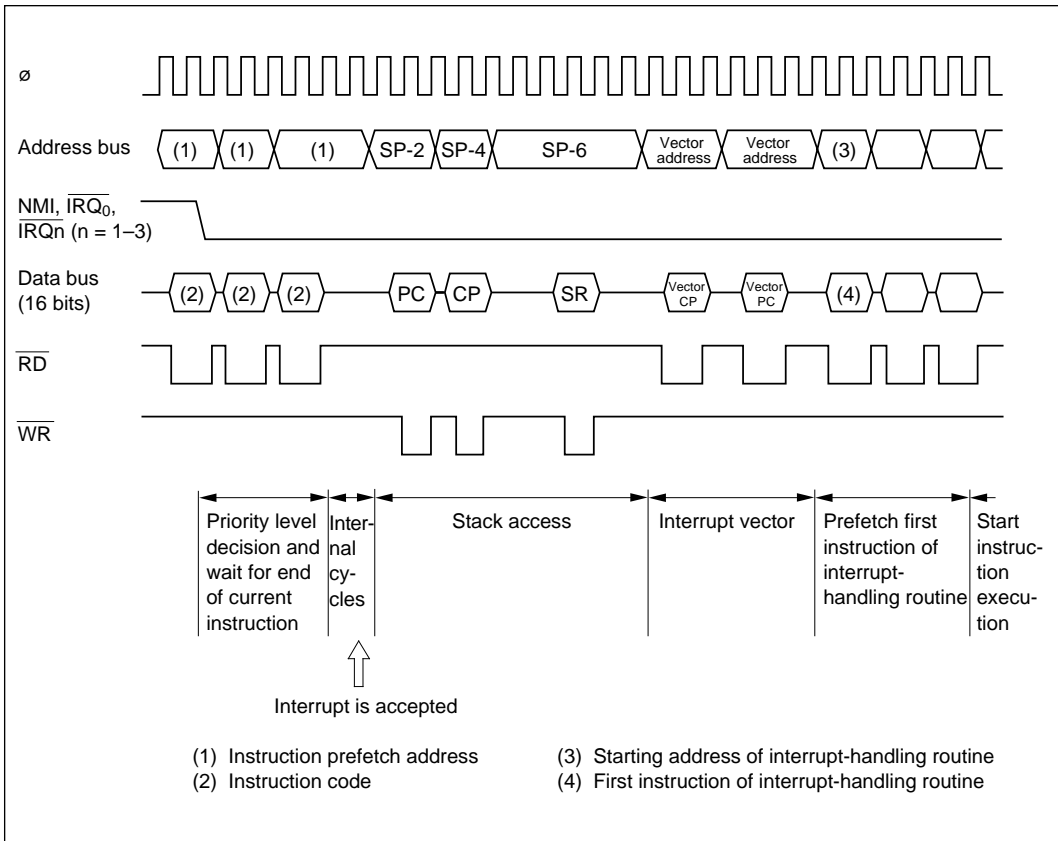 ø
Address bus
(1) (1) (1) SP-2 SP-4 SP-6 Vector address Vector address (3)
NMI, IRQ0,
IRQn (n = 1–3)
Data bus
(16 bits)
(2) (2) (2) PC CP SR Vector CP Vector PC (4)
RD
WR
Priority level
decision and
wait for end
of current
instruction
Inter-
nal
cy-
cles
Stack access
Interrupt vector
Prefetch first
instruction of
interrupt-
handling routine
Start
instruc-
tion
execu-
tion
Interrupt is accepted
(1) Instruction prefetch address
(2) Instruction code
(3) Starting address of interrupt-handling routine
(4) First instruction of interrupt-handling routine